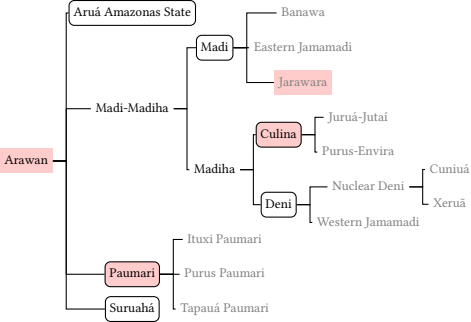 Aruá Amazonas State
Banawa
Madi
Eastern Jamamadi
Jarawara
Madi-Madiha
Juruá-Jutaí
Culina
Purus-Envira
Arawan
Madiha
Cuniuá
Nuclear Deni
Deni
Xeruã
Western Jamamadi
Ituxi Paumari
Paumari
Purus Paumari
Suruahá
Tapauá Paumari